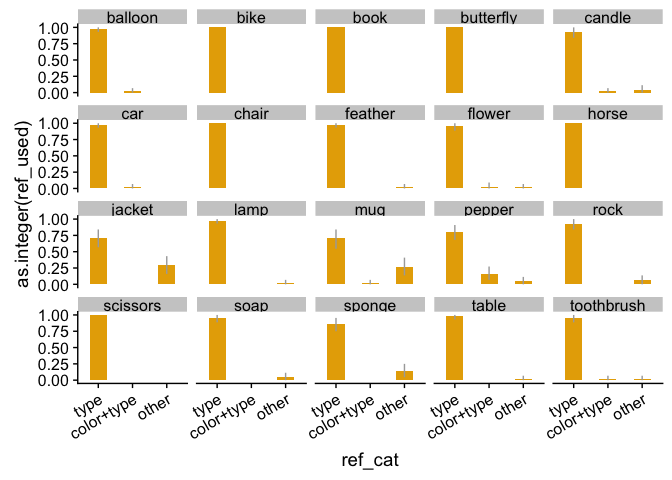 balloon bike book butterfly candle
1.00
0.75
0.50
0.25
0.00
car chair feather flower horse
1.00
0.75
0.50
0.25
0.00
jacket lamp mug pepper rock
1.00
0.75
0.50
0.25
0.00
scissors soap sponge table toothbrush
1.00
0.75
0.50
0.25
0.00
as.integer(ref_used)
type color+type other type color+type other type color+type other type color+type other type color+type other
ref_cat